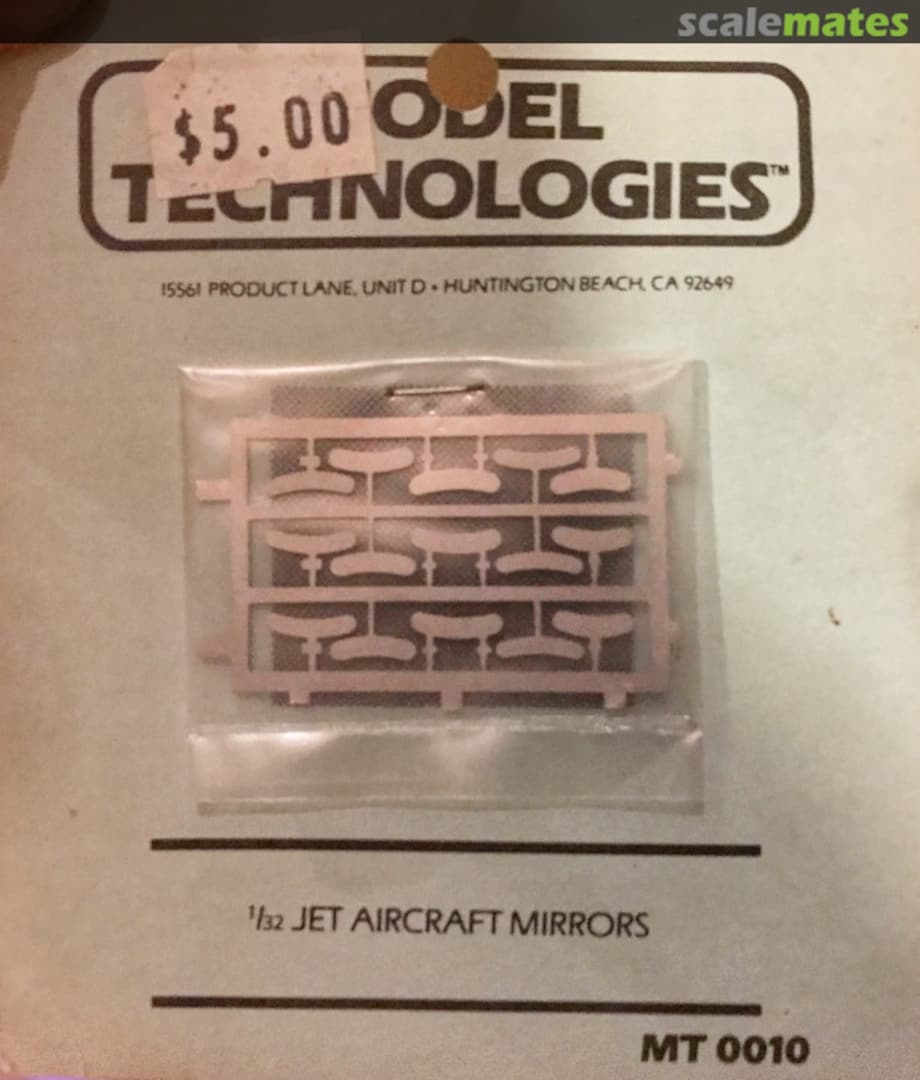 scalemates
$5.00
ODEL
TECHNOLOGIES™
15561 PRODUCT LANE, UNIT D • HUNTINGTON BEACH, CA 92649
1/32 JET AIRCRAFT MIRRORS
MT 0010